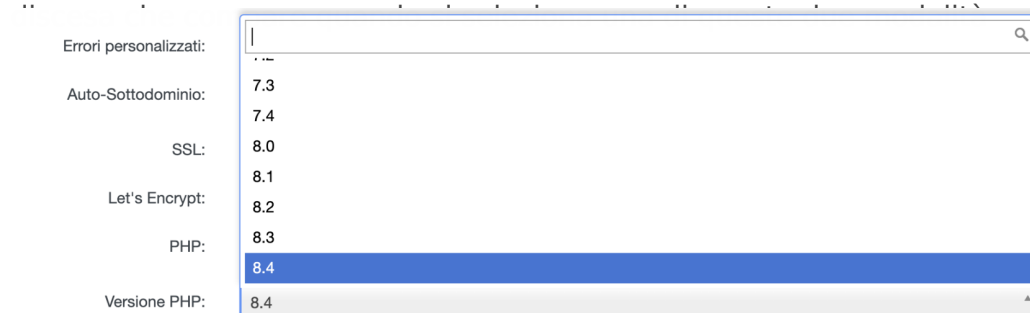 Errori personalizzati:
7.3
Auto-Sottodominio:
7.4
SSL:
8.0
8.1
Let's Encrypt:
8.2
PHP:
8.3
8.4
Versione PHP:
8.4